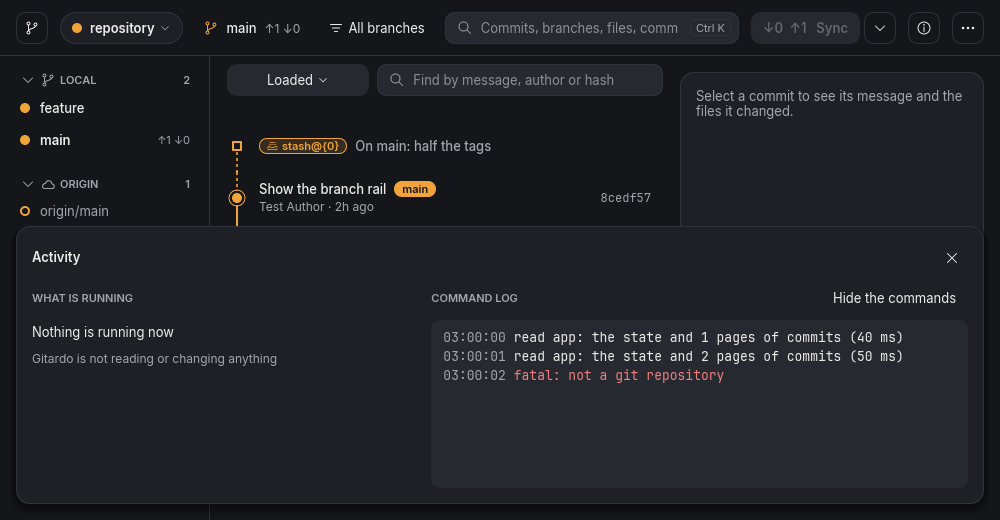 repository
main ↑1 ↓0
All branches
Commits, branches, files, comm
Ctrl K
↓0 ↑1 Sync
LOCAL 2
feature
main ↑1 ↓0
ORIGIN 1
origin/main
Loaded
Find by message, author or hash
stash@{0} On main: half the tags
Show the branch rail main
Test Author · 2h ago
8cedf57
Select a commit to see its message and the
files it changed.
Activity
WHAT IS RUNNING
Nothing is running now
Gitardo is not reading or changing anything
COMMAND LOG
Hide the commands
03:00:00 read app: the state and 1 pages of commits (40 ms)
03:00:01 read app: the state and 2 pages of commits (50 ms)
03:00:02 fatal: not a git repository